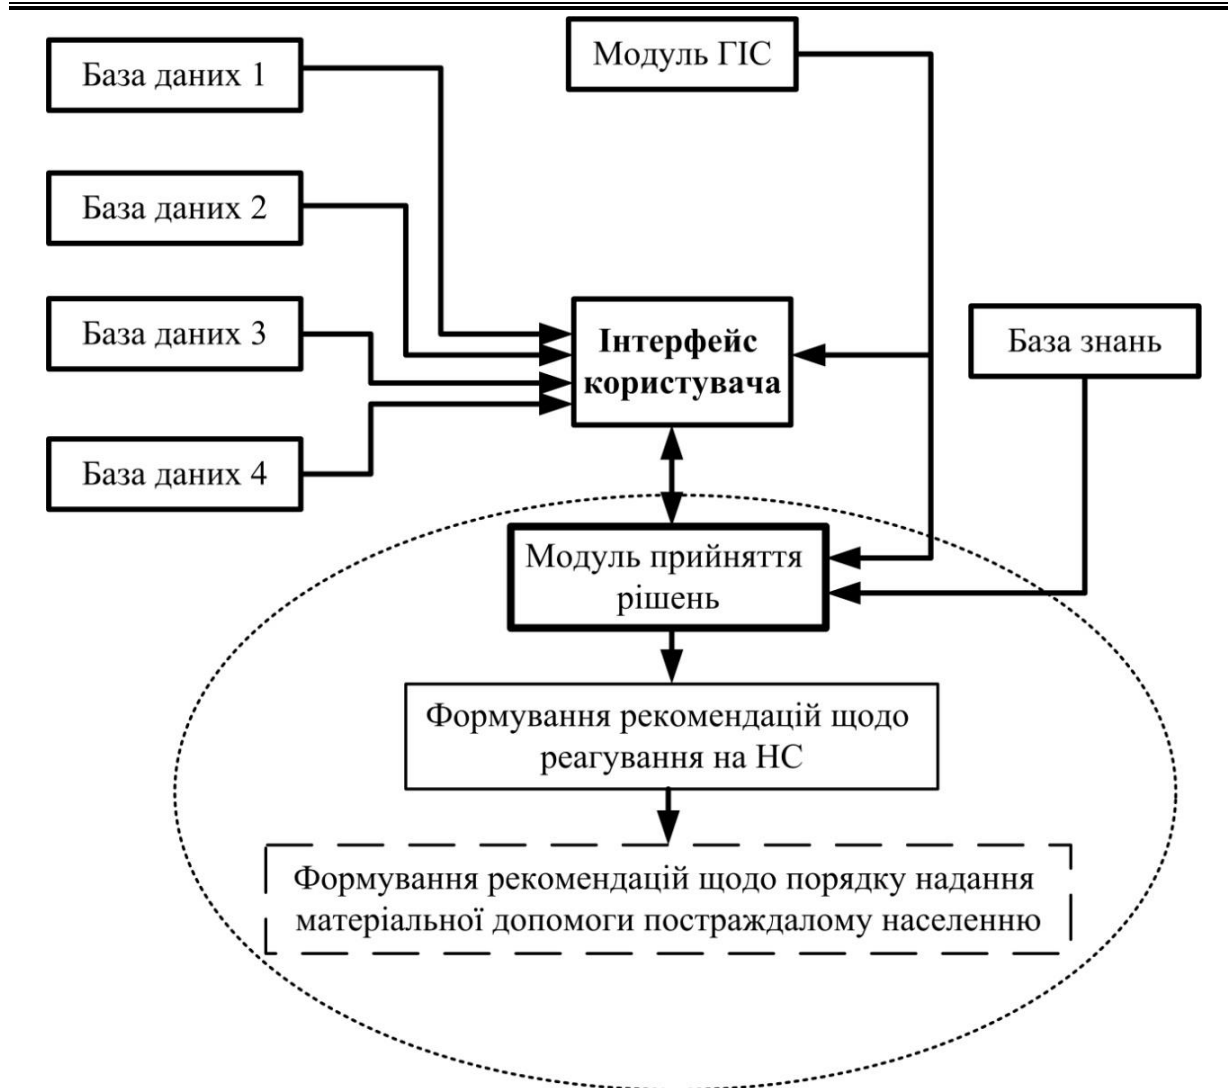 База даних 1
Модуль ГІС
База даних 2
База даних 3
Інтерфейс
користувача
База знань
База даних 4
Модуль прийняття
рішень
Формування рекомендацій щодо
реагування на НС
Формування рекомендацій щодо порядку надання
матеріальної допомоги постраждалому населенню